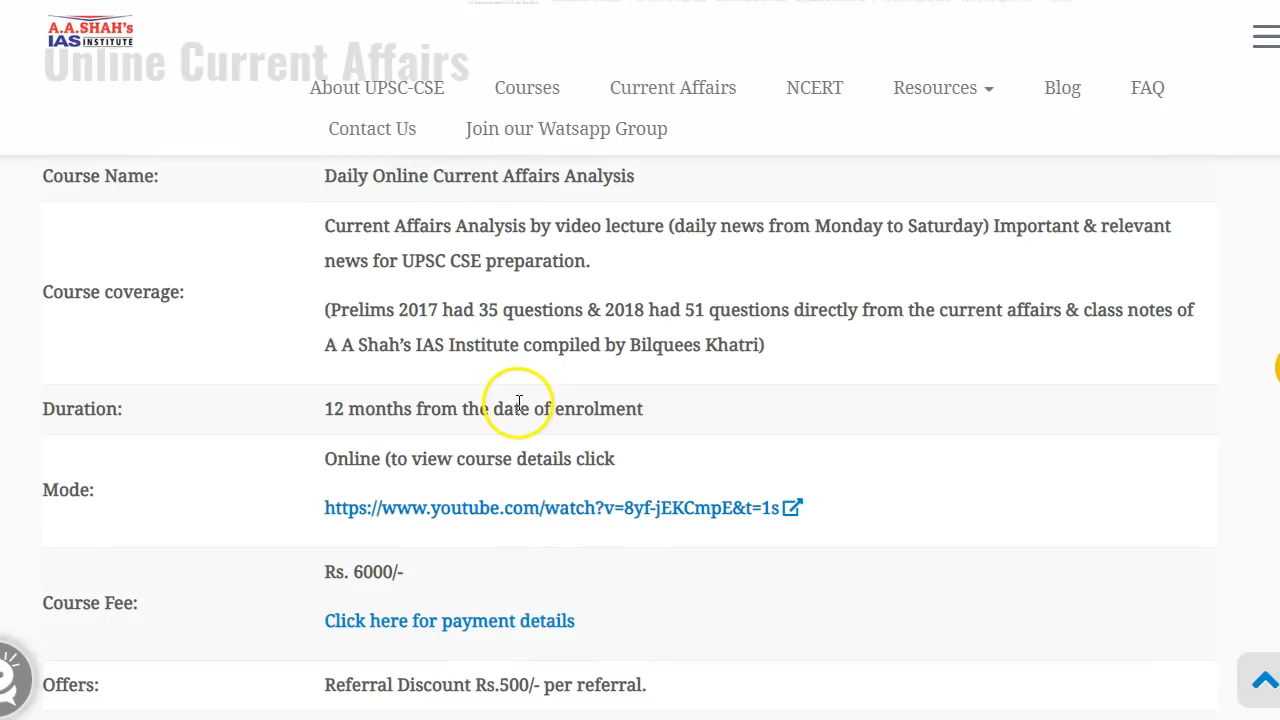 A.A.SHAH's
IAS INSTITUTE
Online Current Affairs
About UPSC-CSE Courses Current Affairs NCERT Resources Blog FAQ
Contact Us Join our Watsapp Group
Course Name: Daily Online Current Affairs Analysis
Course coverage: Current Affairs Analysis by video lecture (daily news from Monday to Saturday) Important & relevant
news for UPSC CSE preparation.
(Prelims 2017 had 35 questions & 2018 had 51 questions directly from the current affairs & class notes of
A A Shah's IAS Institute compiled by Bilquees Khatri)
Duration: 12 months from the date of enrolment
Mode: Online (to view course details click
https://www.youtube.com/watch?v=8yf-jEKCmpE&t=1s
Course Fee: Rs. 6000/-
Click here for payment details
Offers: Referral Discount Rs.500/- per referral.